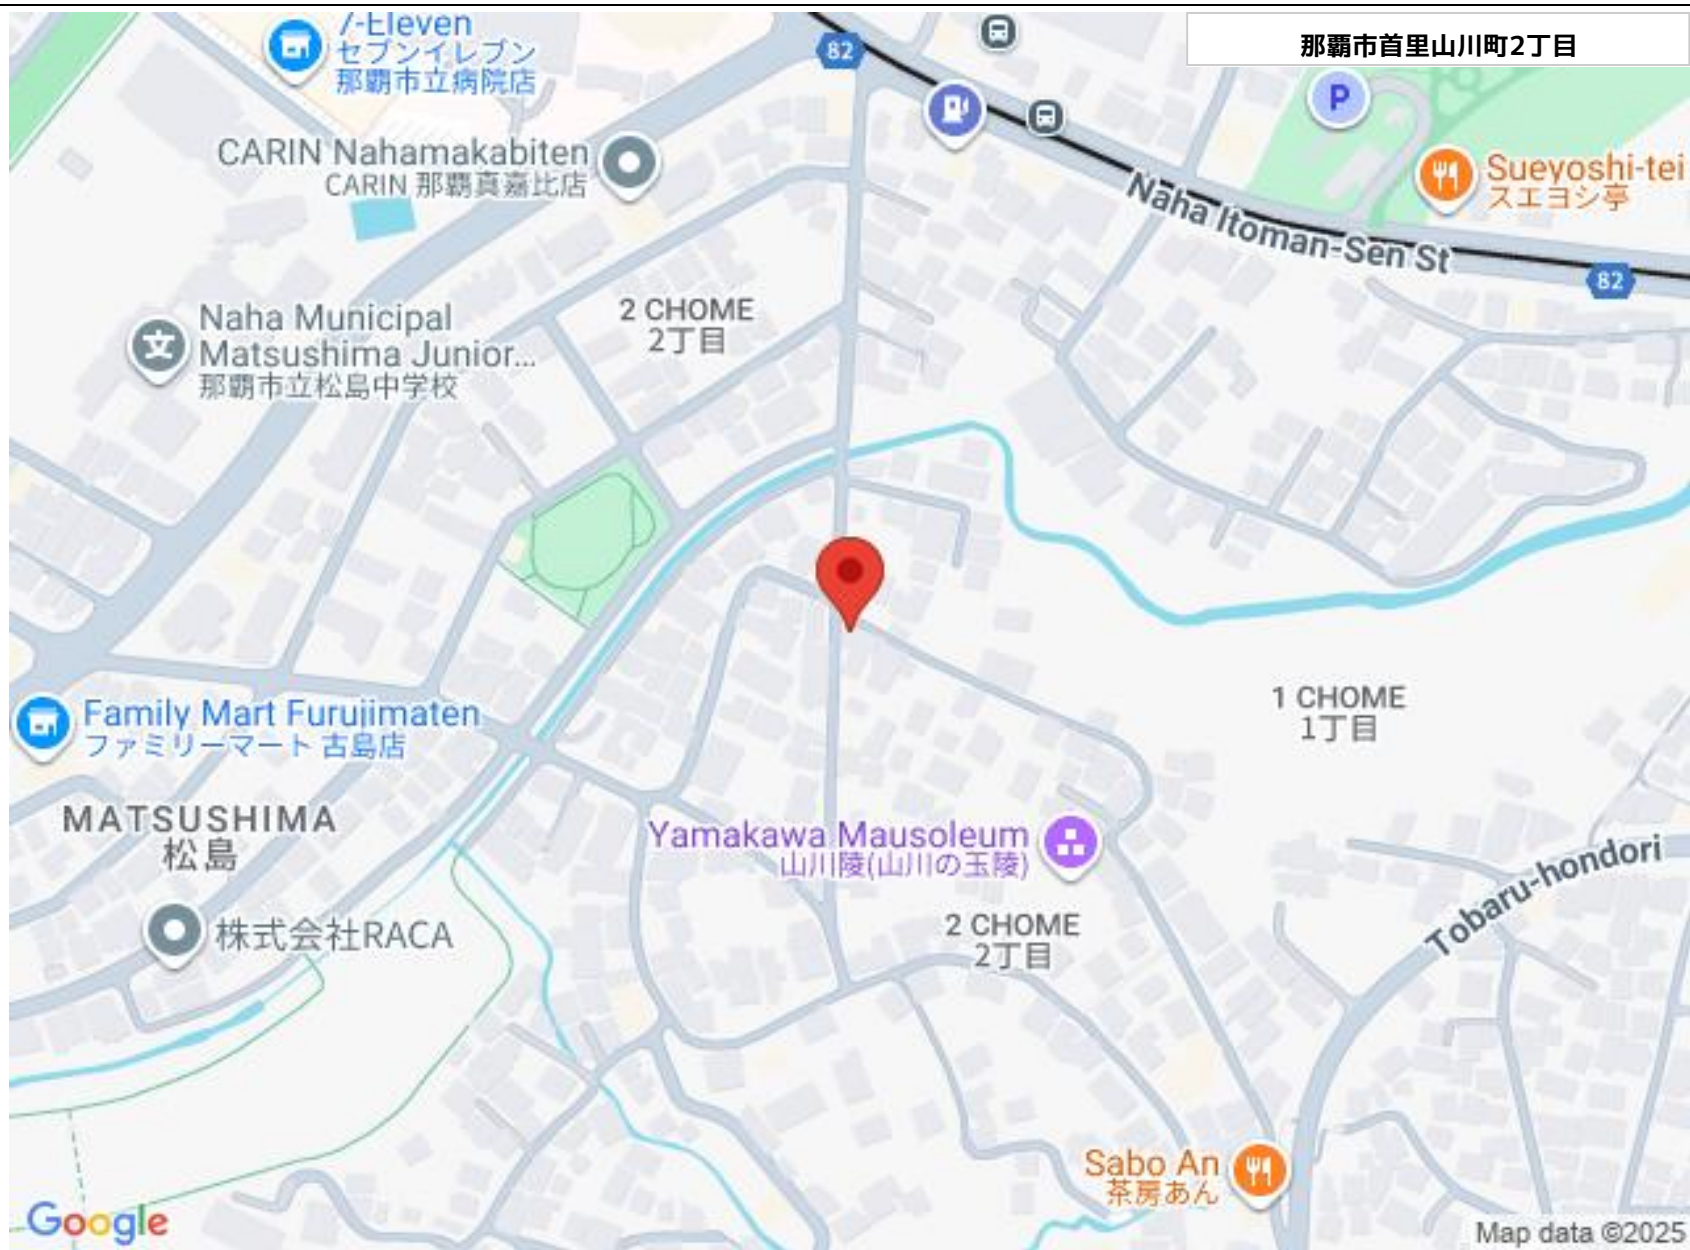 7-Eleven
セブンイレブン
那覇市立病院店
82
那覇市首里山川町2丁目
P
CARIN Nahamakabiten
CARIN 那覇真嘉比店
Sueyoshi-tei
スエヨシ亭
Naha Itoman-Sen St
82
2 CHOME
2丁目
文
Naha Municipal
Matsushima Junior...
那覇市立松島中学校
1 CHOME
1丁目
Family Mart Furujimaten
ファミリーマート 古島店
MATSUSHIMA
松島
Yamakawa Mausoleum
山川陵(山川の玉陵)
Tobaru-hondori
株式会社RACA
2 CHOME
2丁目
Sabo An
茶房あん
Google
Map data ©2025